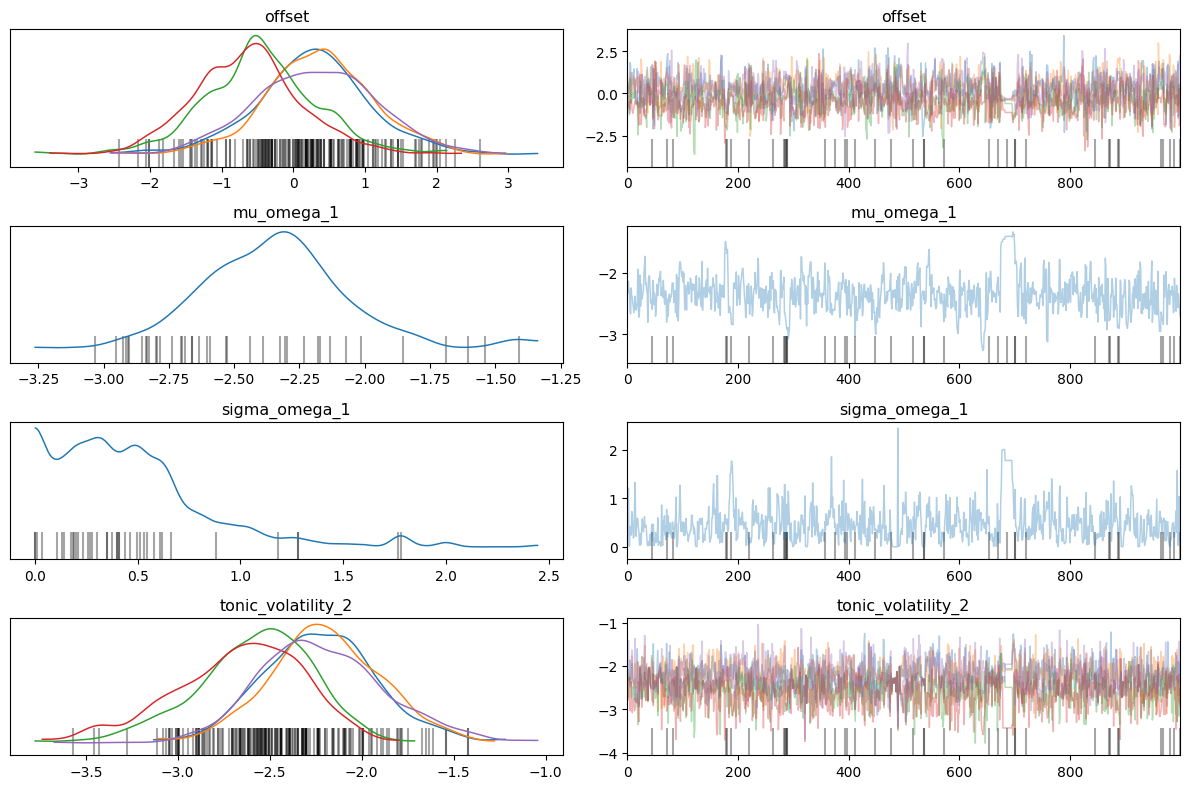 offset
offset
−3 −2 −1 0 1 2 3
2.5
0.0
−2.5
0 200 400 600 800
mu_omega_1
mu_omega_1
−3.25 −3.00 −2.75 −2.50 −2.25 −2.00 −1.75 −1.50 −1.25
−2
−3
0 200 400 600 800
sigma_omega_1
sigma_omega_1
0.0 0.5 1.0 1.5 2.0 2.5
2
1
0
0 200 400 600 800
tonic_volatility_2
tonic_volatility_2
−3.5 −3.0 −2.5 −2.0 −1.5 −1.0
−1
−2
−3
−4
0 200 400 600 800